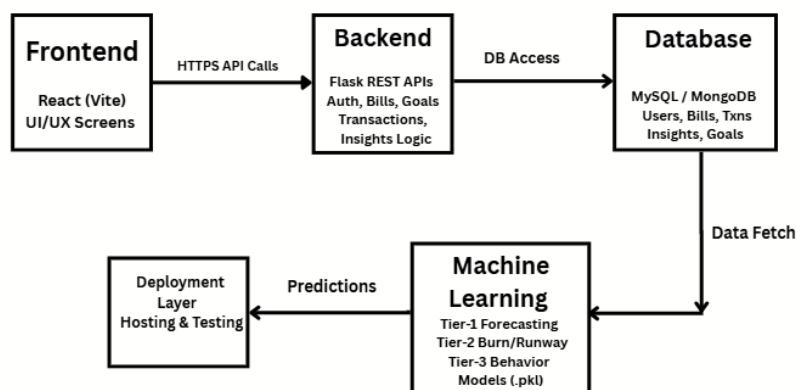 Frontend
React (Vite)
UI/UX Screens
HTTPS API Calls
Backend
Flask REST APIs
Auth, Bills, Goals
Transactions,
Insights Logic
DB Access
Database
MySQL / MongoDB
Users, Bills, Txns
Insights, Goals
Data Fetch
Machine
Learning
Tier-1 Forecasting
Tier-2 Burn/Runway
Tier-3 Behavior
Models (.pkl)
Predictions
Deployment
Layer
Hosting & Testing